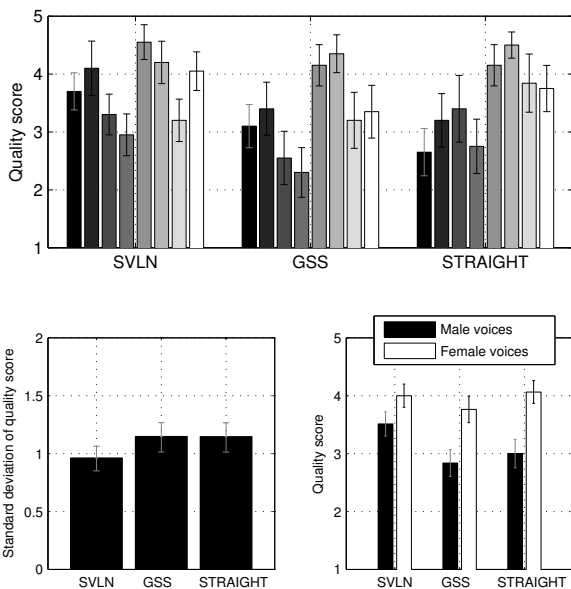 Quality score
5
4
3
2
1
SVLN GSS STRAIGHT
Standard deviation of quality score
2
1.5
1
0.5
0
SVLN GSS STRAIGHT
Male voices
Female voices
Quality score
5
4
3
2
1
SVLN GSS STRAIGHT